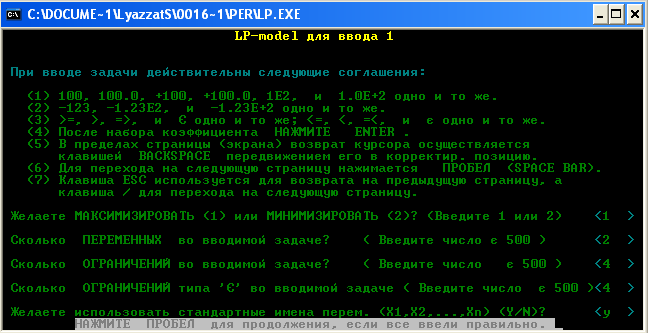 C:\DOCUME~1\LyazzatS\0016~1\PER\LP.EXE
LP-model для ввода 1
При вводе задачи действительны следующие соглашения:
(1) 100, 100.0, +100, +100.0, 1E2, и 1.0E+2 одно и то же.
(2) -123, -1.23E2, и -1.23E+2 одно и то же.
(3) >=, >, =>, и Є одно и то же; <=, <, =<, и є одно и то же.
(4) После набора коэффициента НАЖМИТЕ ENTER .
(5) В пределах страницы (экрана) возврат курсора осуществляется
клавишей BACKSPACE передвижением его в корректир. позицию.
(6) Для перехода на следующую страницу нажимается ПРОБЕЛ (SPACE BAR).
(7) Клавиша ESC используется для возврата на предыдущую страницу, а
клавиша / для перехода на следующую страницу.
Желаете МАКСИМИЗИРОВАТЬ (1) или МИНИМИЗИРОВАТЬ (2)? (Введите 1 или 2) <1 >
Сколько ПЕРЕМЕННЫХ во вводимой задаче? ( Введите число є 500 ) <2 >
Сколько ОГРАНИЧЕНИЙ во вводимой задаче? ( Введите число є 500 ) <4 >
Сколько ОГРАНИЧЕНИЙ типа 'Є' во вводимой задаче ( Введите число є 500 )<4 >
Желаете использовать стандартные имена перем. (X1,X2,...,Xn) (Y/N)? <y >
НАЖМИТЕ ПРОБЕЛ для продолжения, если все ввели правильно.